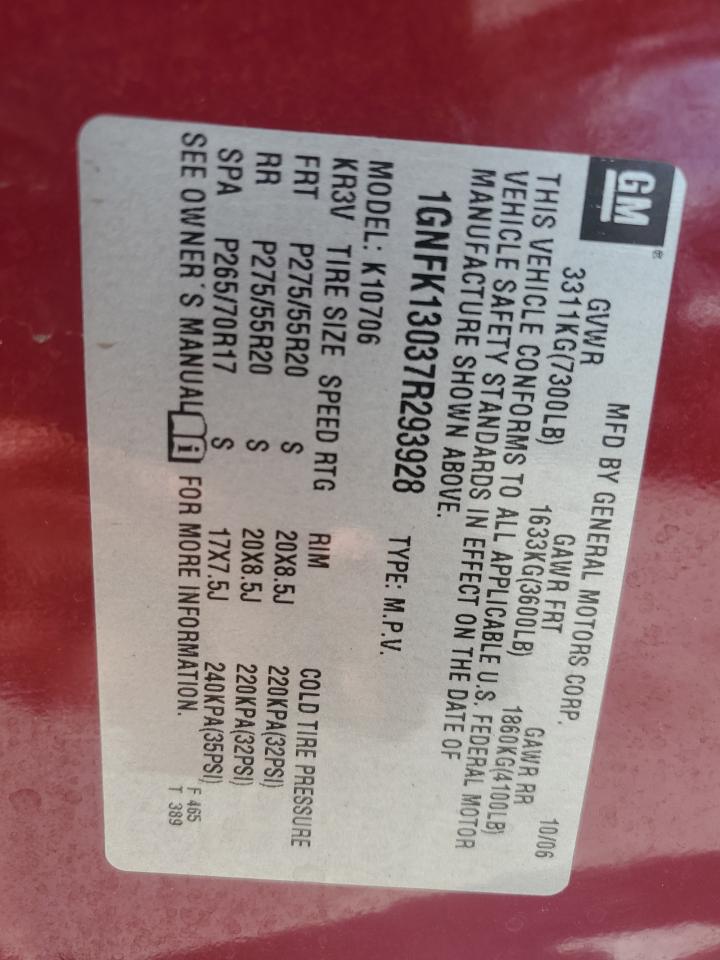 GM ®
MFD BY GENERAL MOTORS CORP. 10/06
GVWR GAWR FRT GAWR RR
3311KG(7300LB) 1633KG(3600LB) 1860KG(4100LB)
THIS VEHICLE CONFORMS TO ALL APPLICABLE U.S. FEDERAL MOTOR
VEHICLE SAFETY STANDARDS IN EFFECT ON THE DATE OF
MANUFACTURE SHOWN ABOVE.
1GNFK13037R293928 TYPE: M.P.V.
MODEL: K10706
KR3V TIRE SIZE SPEED RTG RIM COLD TIRE PRESSURE
FRT P275/55R20 S 20X8.5J 220KPA(32PSI)
RR P275/55R20 S 20X8.5J 220KPA(32PSI)
SPA P265/70R17 S 17X7.5J 240KPA(35PSI)
SEE OWNER'S MANUAL i FOR MORE INFORMATION.
F 465
T 389